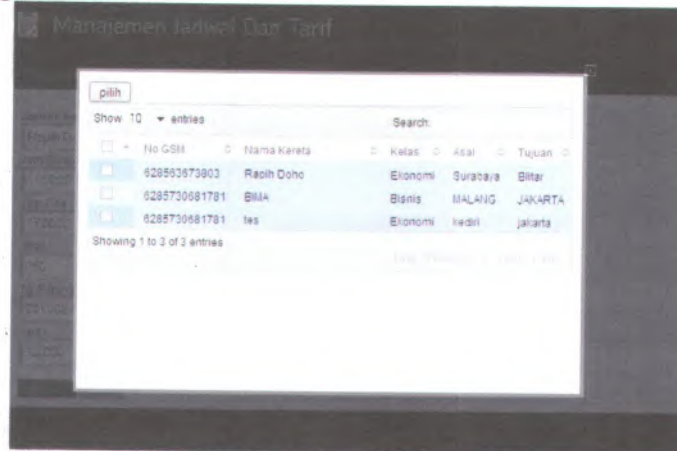 Manajemen Jadwal Dan Tarif
pilih
Show 10 entries Search:
No GSM Nama Kereta Kelas Asal Tujuan
628563673803 Rapih Doho Ekonomi Surabaya Blitar
6285730681781 BIMA Bisnis MALANG JAKARTA
6285730681781 tes Ekonomi kediri jakarta
Showing 1 to 3 of 3 entries